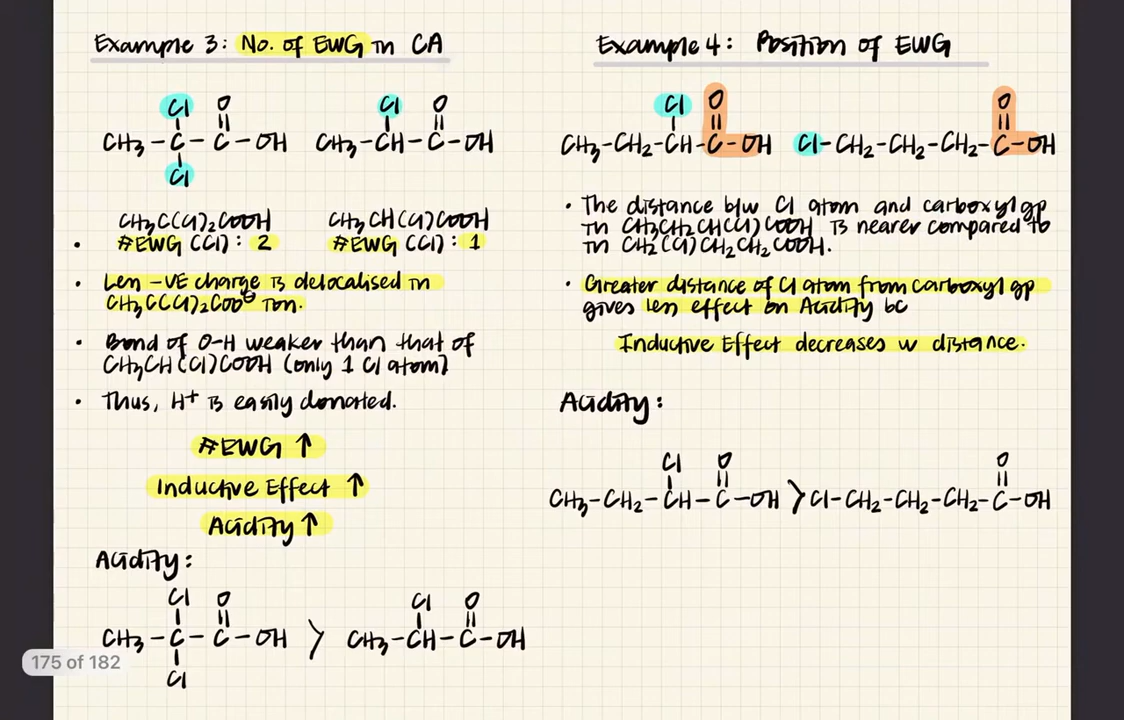 Example 3: No. of EWG in CA
Cl O
CH3 - C - C - OH
Cl
Cl O
CH3-CH-C-OH
CH3C(Cl)2COOH
CH3CH(Cl)COOH
• #EWG (Cl): 2
#EWG (Cl): 1
• Less -VE charge is delocalised in
CH3C(Cl)2COO⊖ ion.
• Bond of O-H weaker than that of
CH3CH(Cl)COOH (only 1 Cl atom)
• Thus, H+ is easily donated.
#EWG ↑
Inductive Effect ↑
Acidity ↑
Acidity:
Cl O Cl O
CH3 - C - C - OH > CH3-CH-C-OH
Cl
175 of 182
Example 4: Position of EWG
Cl O
CH3-CH2-CH-C-OH
O
Cl-CH2-CH2-CH2-C-OH
• The distance b/w Cl atom and carboxyl gp
in CH3CH2CH(Cl)COOH is nearer compared to
in CH2(Cl)CH2CH2COOH.
• Greater distance of Cl atom from carboxyl gp
gives less effect on Acidity bc
Inductive Effect decreases w distance.
Acidity:
Cl O O
CH3-CH2-CH-C-OH > Cl-CH2-CH2-CH2-C-OH